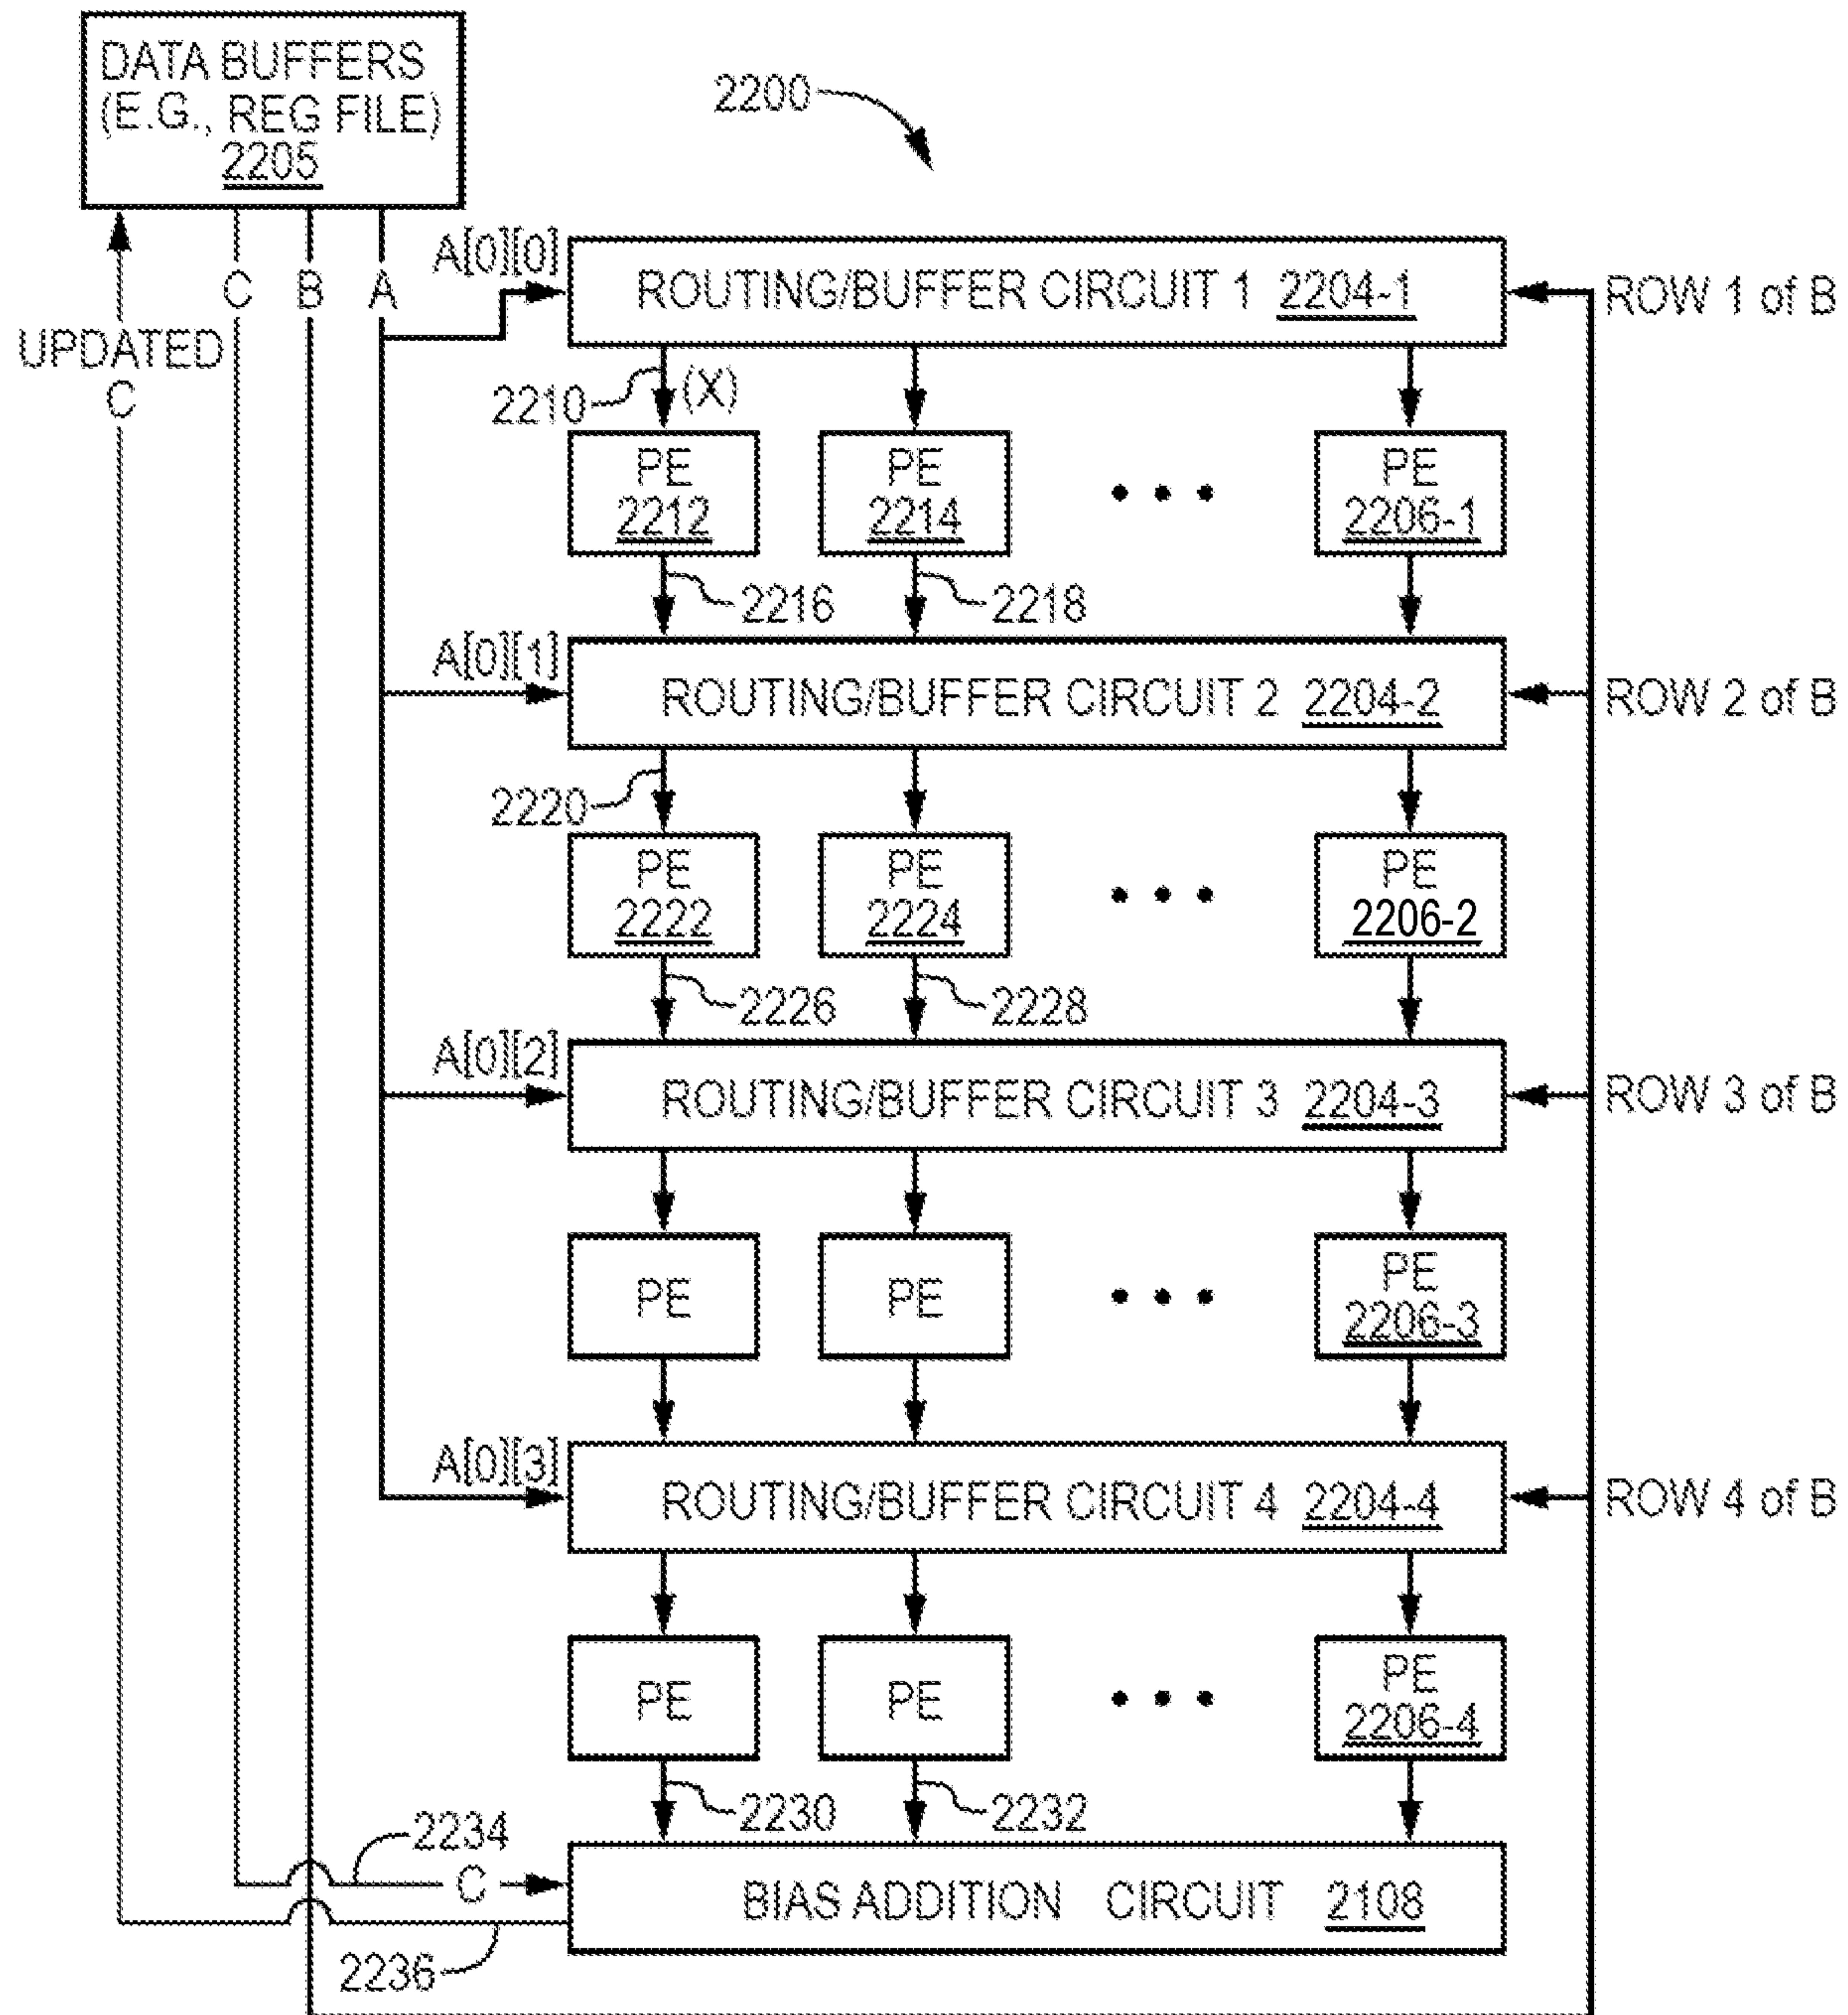 DATA BUFFERS
(E.G., REG FILE)
2205
2200
C B A
UPDATED
C
A[0][0]
ROUTING/BUFFER CIRCUIT 1 2204-1
ROW 1 of B
2210
(X)
PE
2212
PE
2214
• • •
PE
2206-1
2216
2218
A[0][1]
ROUTING/BUFFER CIRCUIT 2 2204-2
ROW 2 of B
2220
PE
2222
PE
2224
• • •
PE
2206-2
2226
2228
A[0][2]
ROUTING/BUFFER CIRCUIT 3 2204-3
ROW 3 of B
PE
PE
• • •
PE
2206-3
A[0][3]
ROUTING/BUFFER CIRCUIT 4 2204-4
ROW 4 of B
PE
PE
• • •
PE
2206-4
2230
2232
2234
C
BIAS ADDITION CIRCUIT 2108
2236